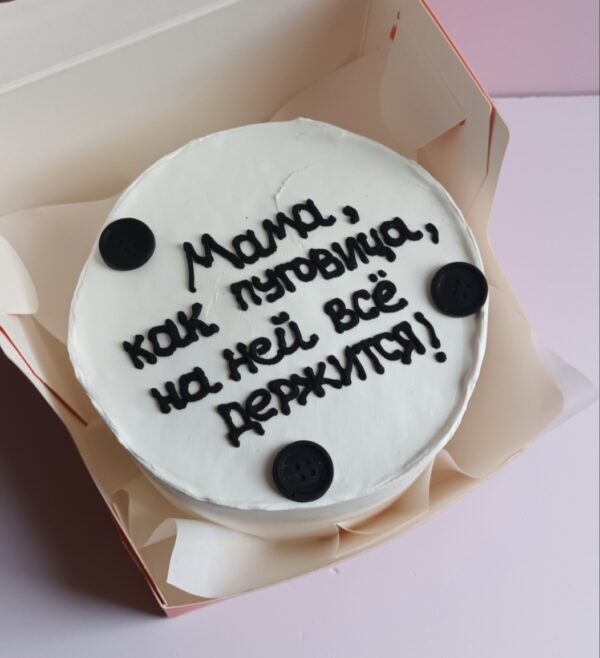 Мама,
как пуговица,
на ней всё
держится!